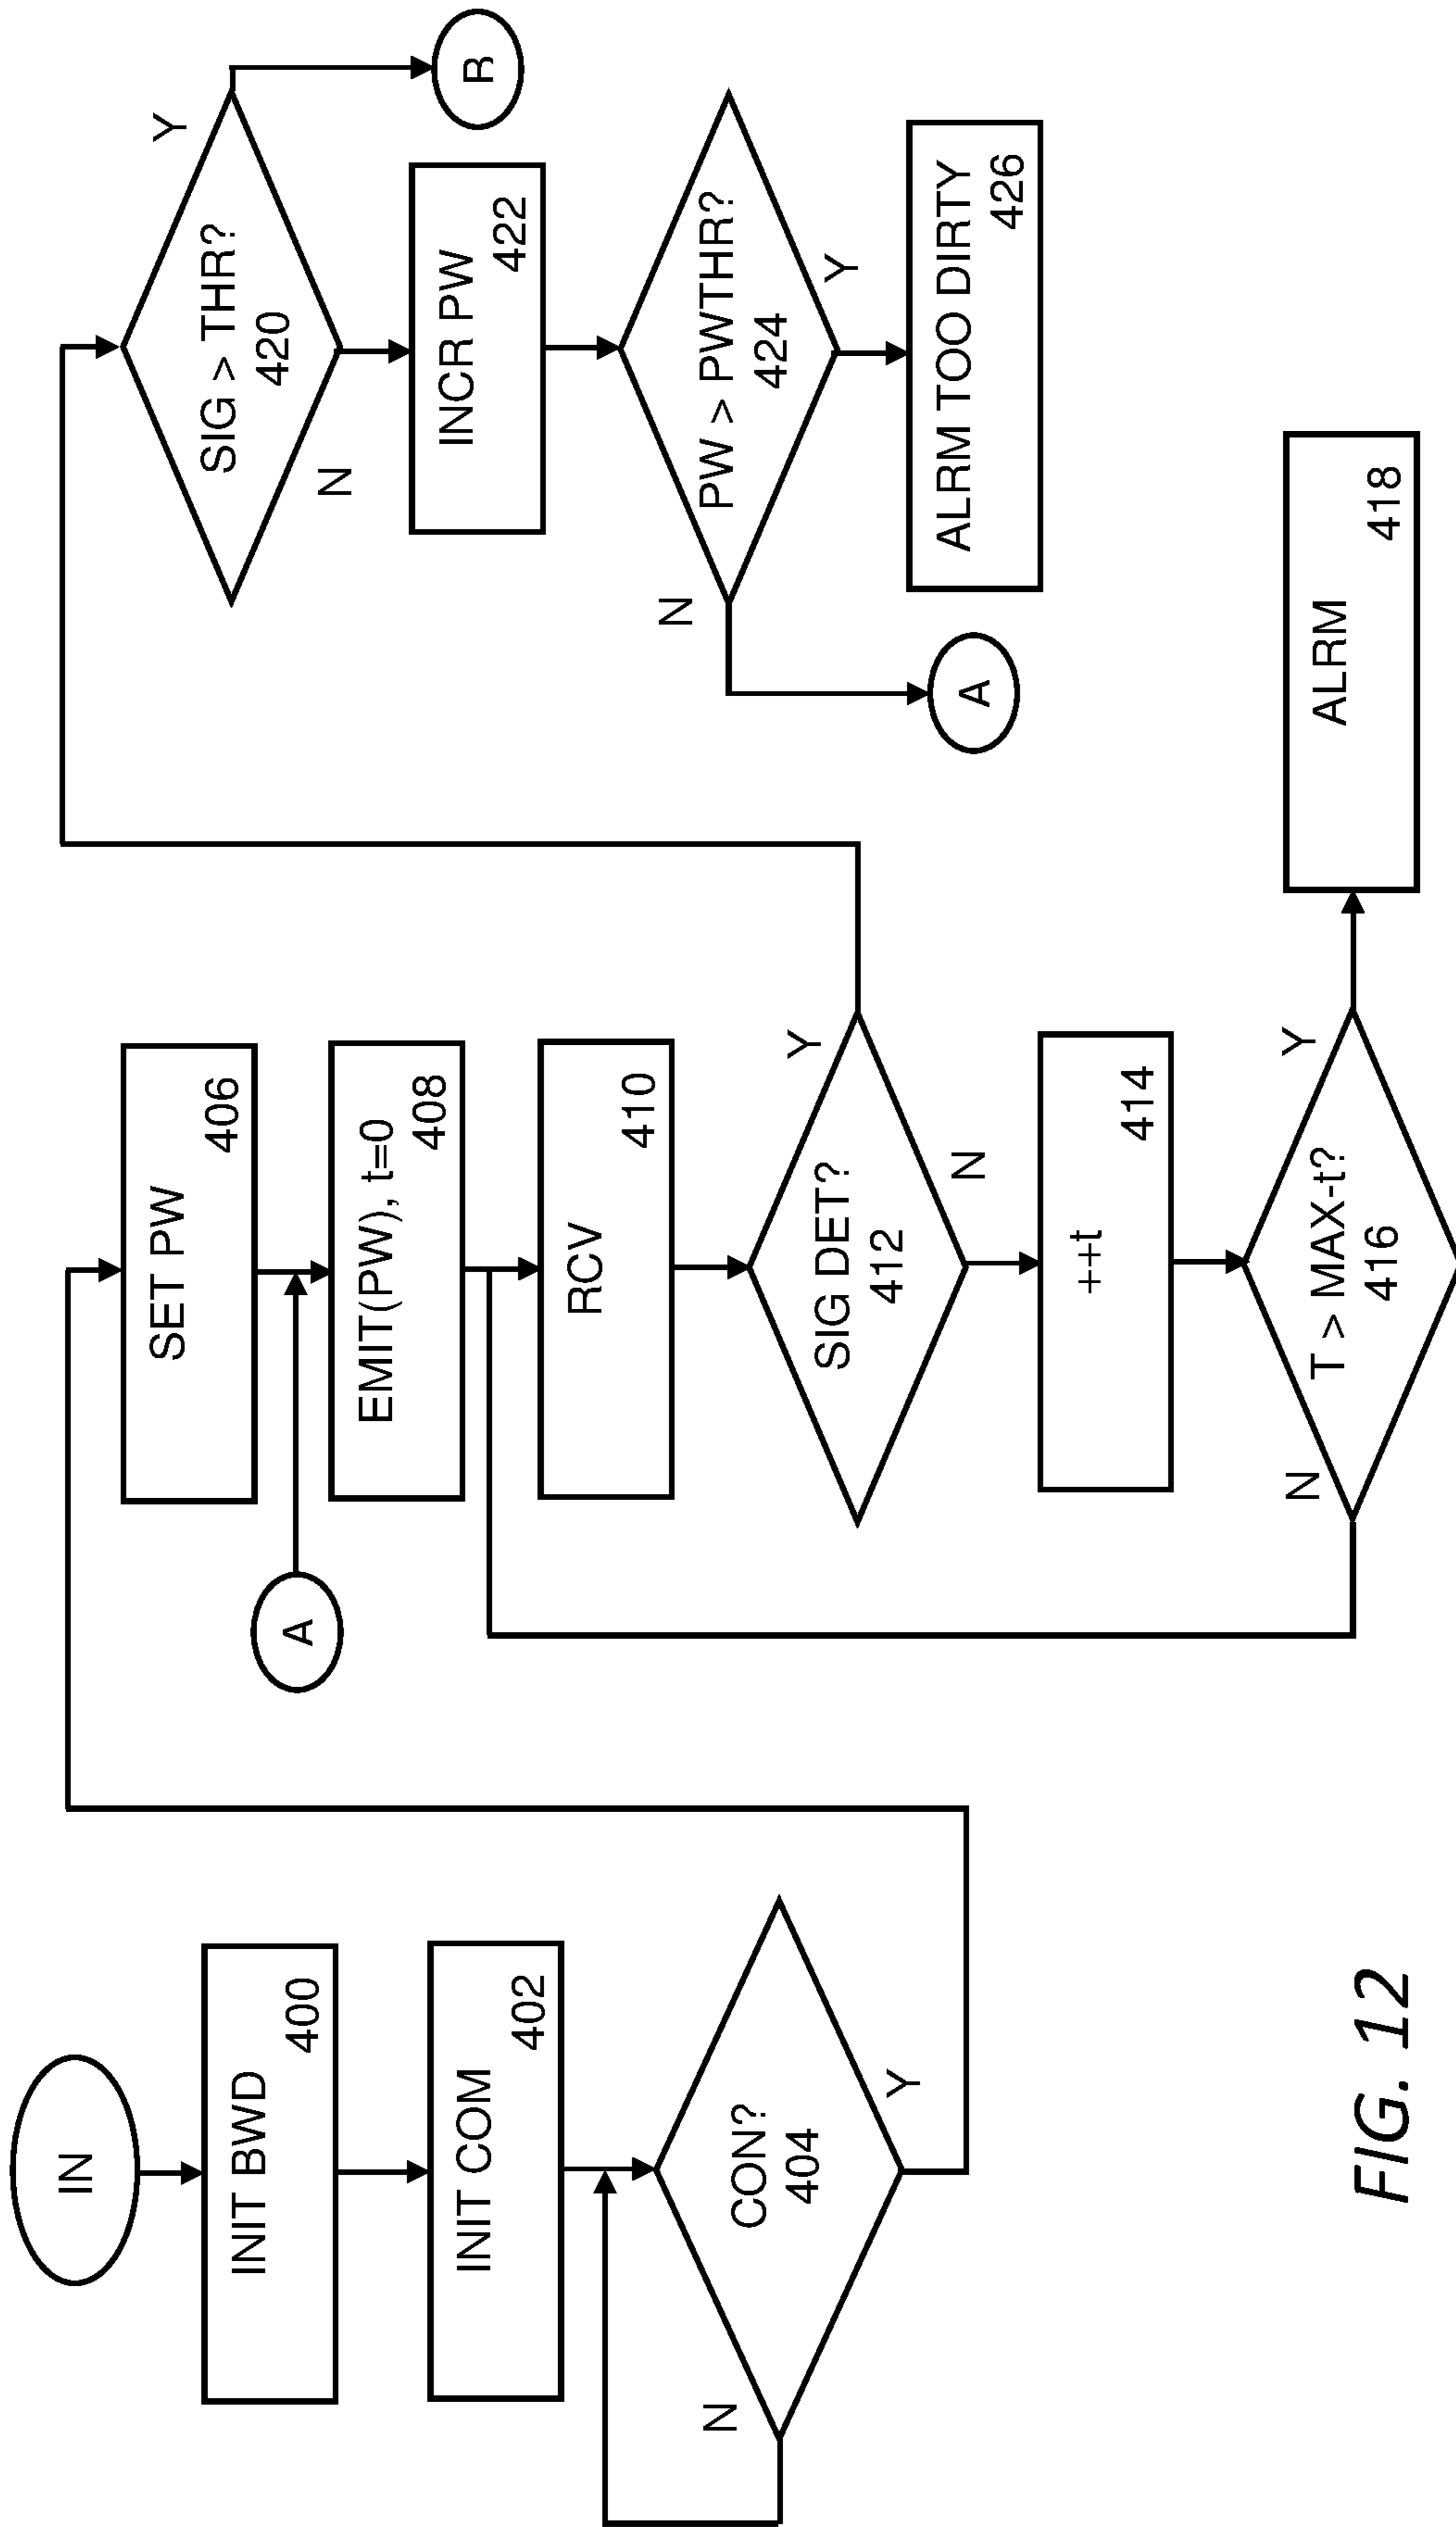 IN
INIT BWD
400
INIT COM
402
CON?
404
N
Y
SET PW
406
A
EMIT(PW), t=0
408
RCV
410
SIG DET?
412
Y
N
++t
414
T > MAX-t?
416
N
Y
ALRM
418
SIG > THR?
420
Y
N
B
INCR PW
422
PW > PWTHR?
424
N
Y
A
ALRM TOO DIRTY
426
FIG. 12